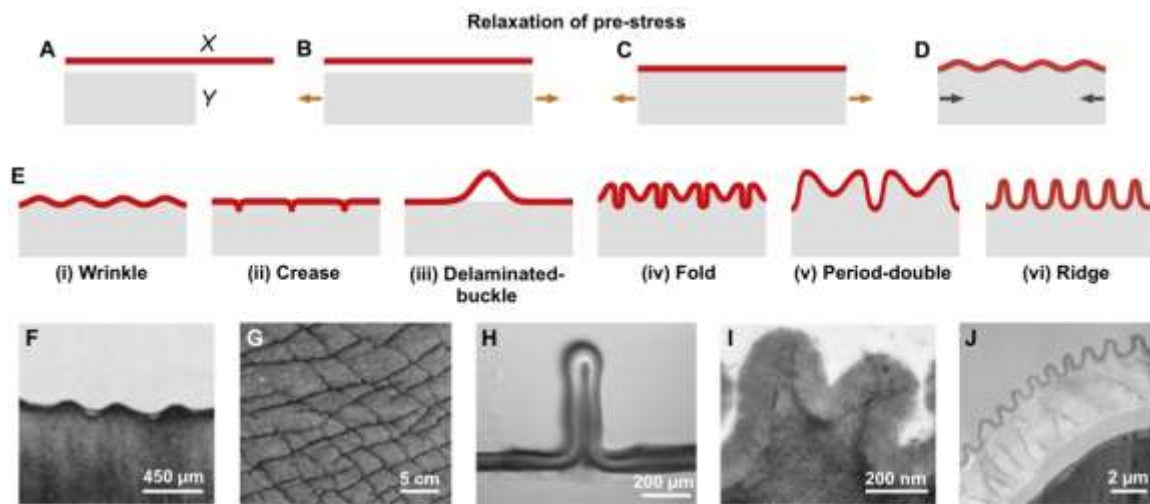 Relaxation of pre-stress
A
X
Y
B
C
D
E
(i) Wrinkle
(ii) Crease
(iii) Delaminated-
buckle
(iv) Fold
(v) Period-double
(vi) Ridge
F
450 μm
G
5 cm
H
200 μm
I
200 nm
J
2 μm